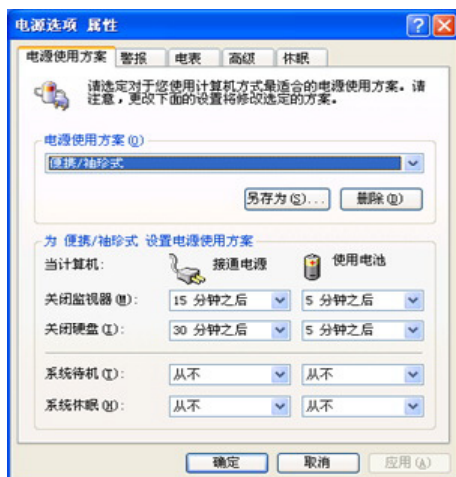 电源选项 属性
电源使用方案 警报 电表 高级 休眠
请选定对于您使用计算机方式最适合的电源使用方案。请
注意，更改下面的设置将修改选定的方案。
电源使用方案(O)
便携/袖珍式
另存为(S)... 删除(D)
为 便携/袖珍式 设置电源使用方案
当计算机: 接通电源 使用电池
关闭监视器(M): 15 分钟之后 5 分钟之后
关闭硬盘(I): 30 分钟之后 5 分钟之后
系统待机(T): 从不 从不
系统休眠(H): 从不 从不
确定 取消 应用(A)